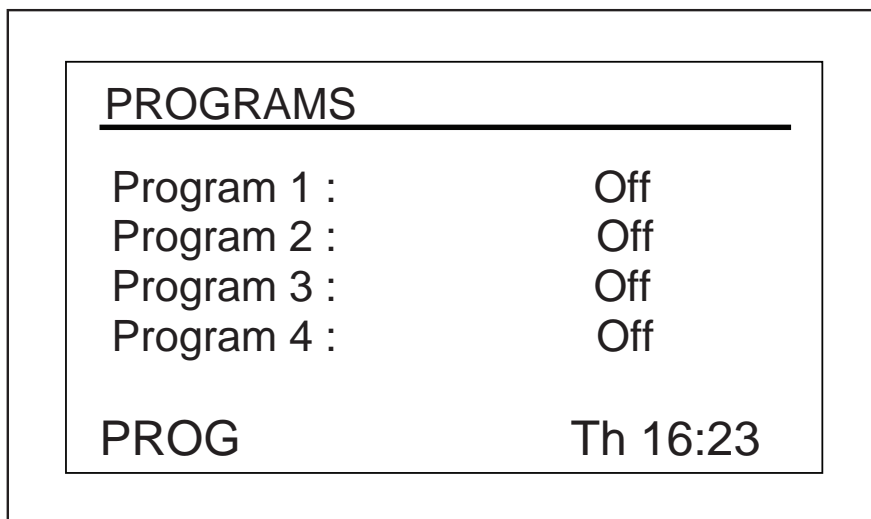 PROGRAMS
Program 1 : Off
Program 2 : Off
Program 3 : Off
Program 4 : Off
PROG Th 16:23